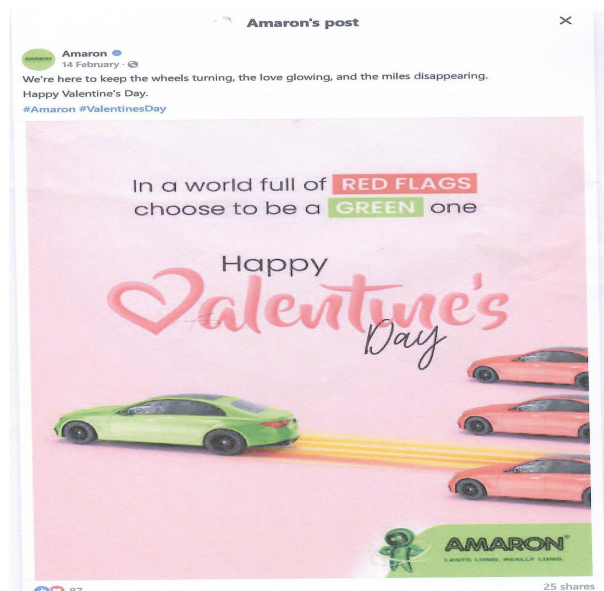 Amaron's post
Amaron
14 February
We're here to keep the wheels turning, the love glowing, and the miles disappearing.
Happy Valentine's Day.
#Amaron #ValentinesDay
In a world full of RED FLAGS
choose to be a GREEN one
Happy
Valentine's
Day
AMARON
LASTS LONG, REALLY LONG.
87
25 shares